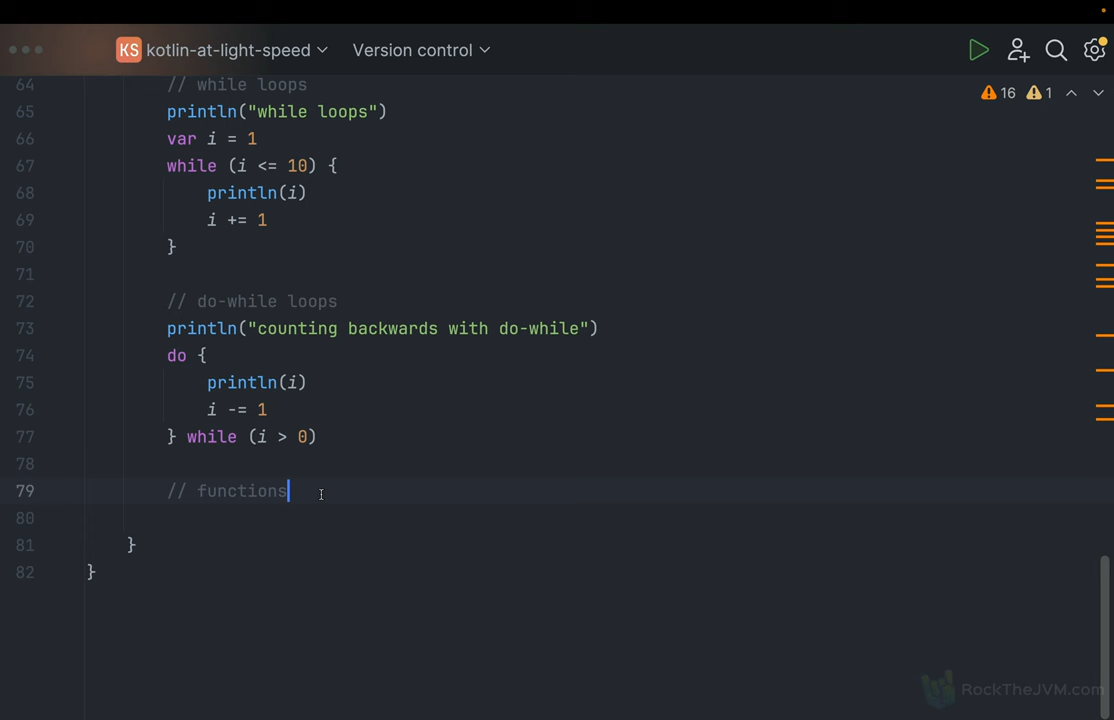 KS kotlin-at-light-speed Version control
64 // while loops
16 1
65 println("while loops")
66 var i = 1
67 while (i <= 10) {
68 println(i)
69 i += 1
70 }
71
72 // do-while loops
73 println("counting backwards with do-while")
74 do {
75 println(i)
76 i -= 1
77 } while (i > 0)
78
79 // functions
80
81 }
82 }
RockTheJVM.com